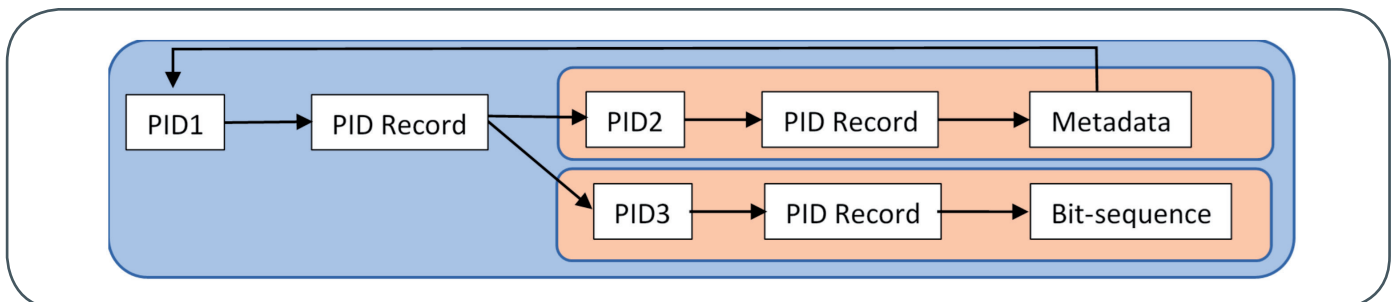 PID1
PID Record
PID2
PID Record
Metadata
PID3
PID Record
Bit-sequence